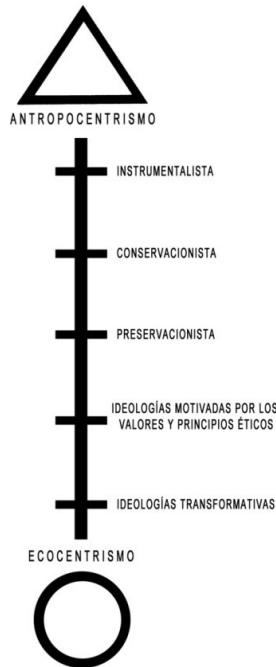 ANTROPOCENTRISMO
INSTRUMENTALISTA
CONSERVACIONISTA
PRESERVACIONISTA
IDEOLOGÍAS MOTIVADAS POR LOS
VALORES Y PRINCIPIOS ÉTICOS
IDEOLOGÍAS TRANSFORMATIVAS
ECOCENTRISMO